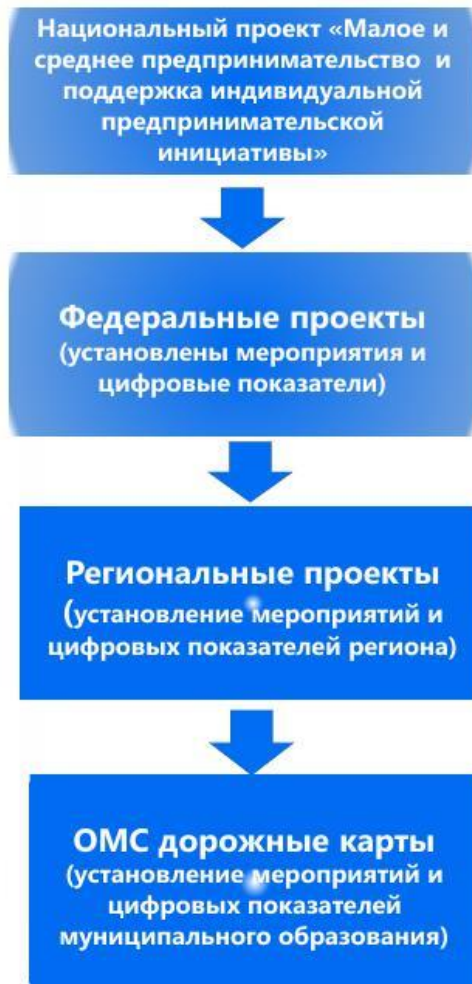 Национальный проект «Малое и
среднее предпринимательство и
поддержка индивидуальной
предпринимательской
инициативы»
Федеральные проекты
(установлены мероприятия и
цифровые показатели)
Региональные проекты
(установление мероприятий и
цифровых показателей региона)
ОМС дорожные карты
(установление мероприятий и
цифровых показателей
муниципального образования)